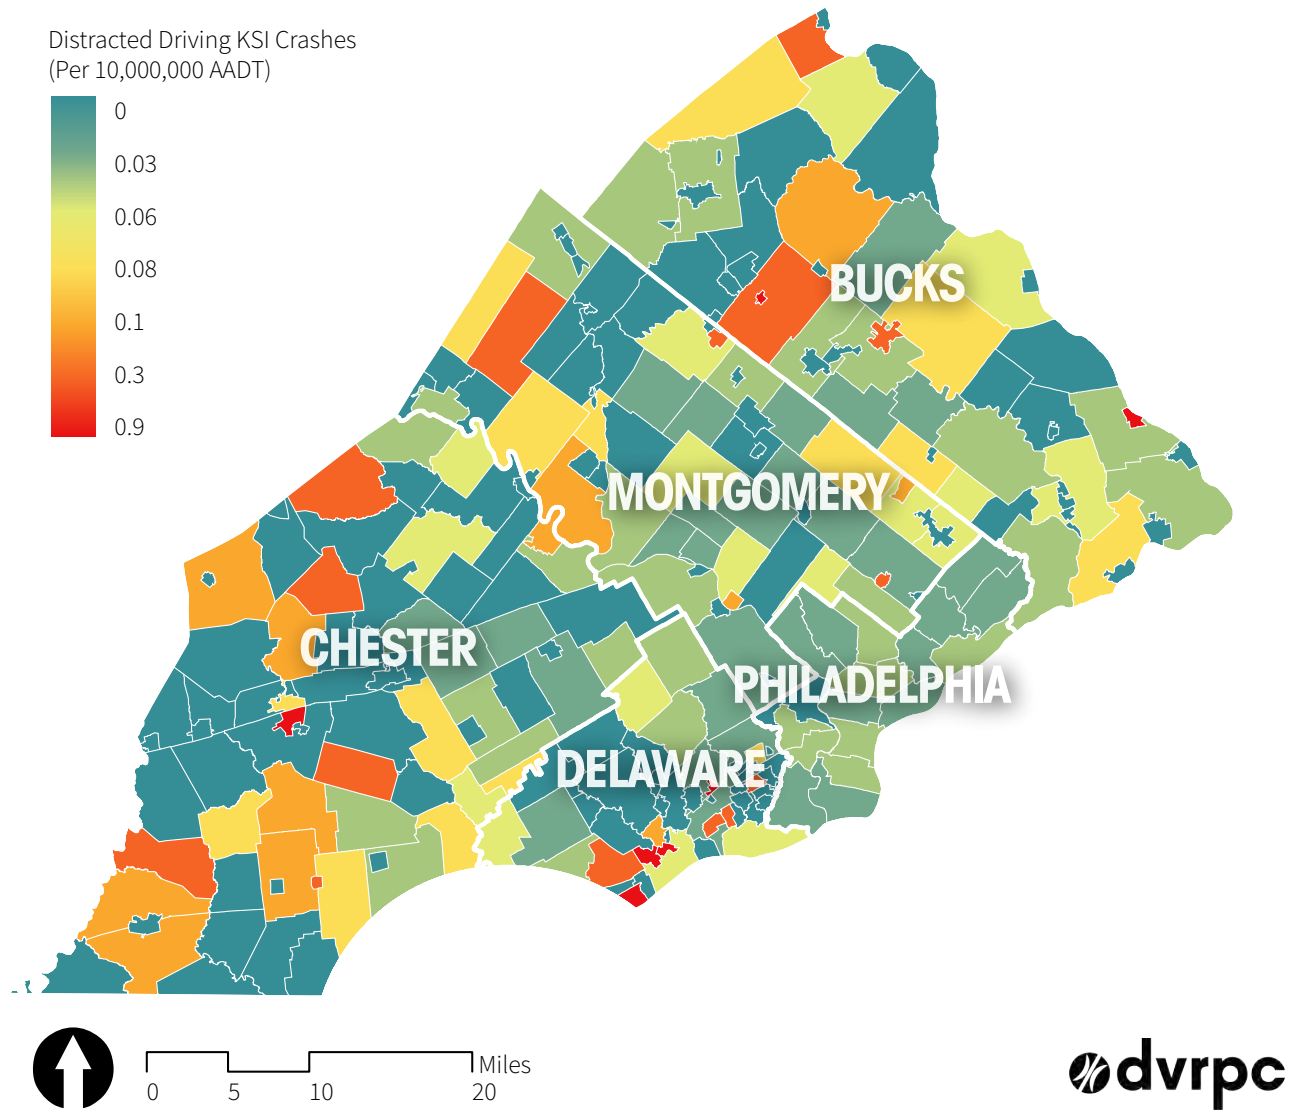 Distracted Driving KSI Crashes
(Per 10,000,000 AADT)
0
0.03
0.06
0.08
0.1
0.3
0.9
BUCKS
MONTGOMERY
CHESTER
PHILADELPHIA
DELAWARE
Miles
0 5 10 20
dvrpc